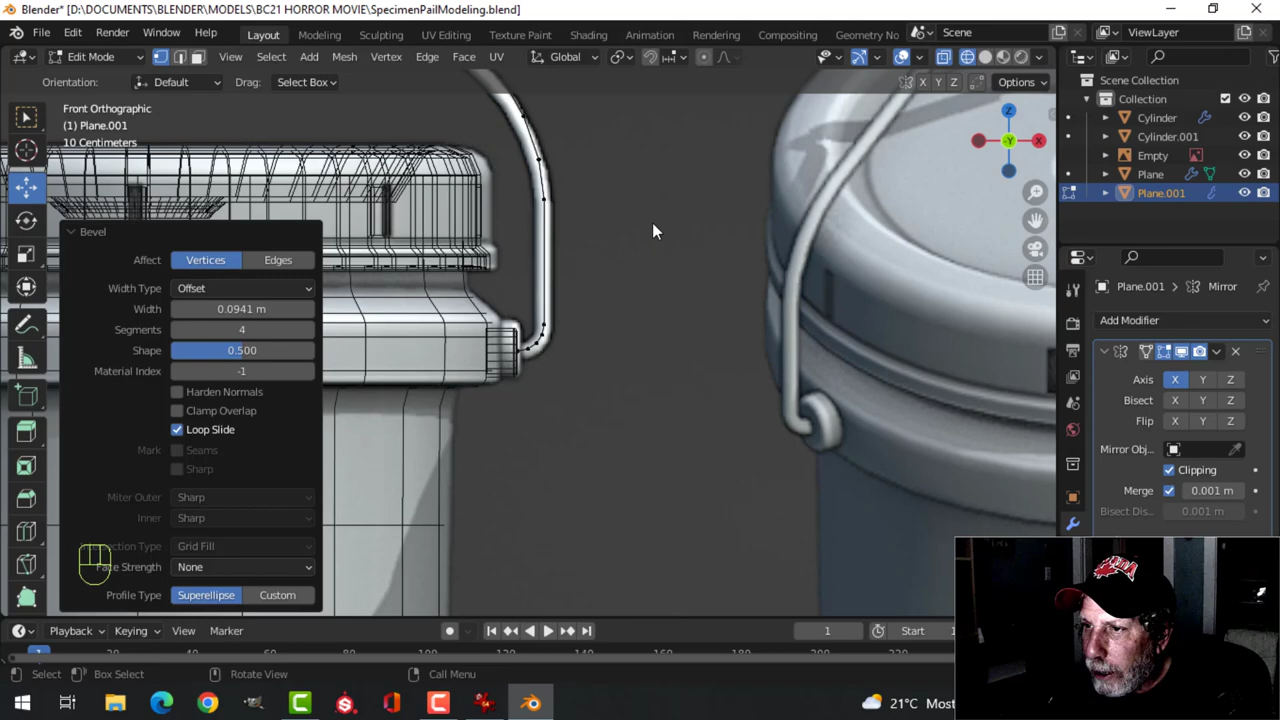 Blender* [D:\DOCUMENTS\BLENDER\MODELS\BC21 HORROR MOVIE\SpecimenPailModeling.blend]
File Edit Render Window Help Layout Modeling Sculpting UV Editing Texture Paint Shading Animation Rendering Compositing Geometry No Scene ViewLayer
Edit Mode View Select Add Mesh Vertex Edge Face UV Global
Orientation: Default Drag: Select Box X Y Z Options
Front Orthographic
(1) Plane.001
10 Centimeters
Z
-Y X
Scene Collection
Collection
Cylinder
Cylinder.001
Empty
Plane
Plane.001
Plane.001 Mirror
Add Modifier
Axis X Y Z
Bisect X Y Z
Flip X Y Z
Mirror Obj..
Clipping
Merge 0.001 m
Bisect Dis... 0.001 m
Bevel
Affect Vertices Edges
Width Type Offset
Width 0.0941 m
Segments 4
Shape 0.500
Material Index -1
Harden Normals
Clamp Overlap
Loop Slide
Mark Seams
Sharp
Miter Outer Sharp
Inner Sharp
Grid Fill
None
Profile Type Superellipse Custom
Playback Keying View Marker 1 Start
1
Select Box Select Rotate View Call Menu
21°C Most